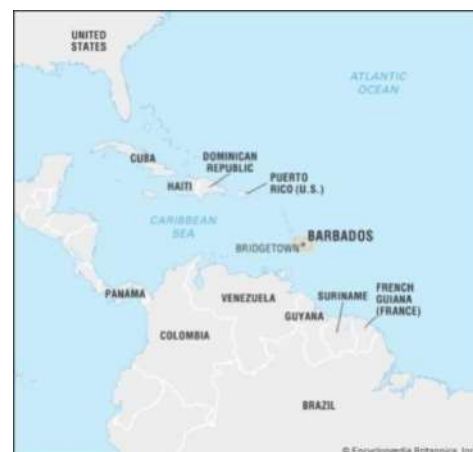 UNITED
STATES
ATLANTIC
OCEAN
CUBA
DOMINICAN
REPUBLIC
HAITI
PUERTO
RICO (U.S.)
CARIBBEAN
SEA
BARBADOS
BRIDGETOWN
PANAMA
VENEZUELA
SURINAME
FRENCH
GUIANA
(FRANCE)
GUYANA
COLOMBIA
BRAZIL
© Encyclopædia Britannica, Inc.